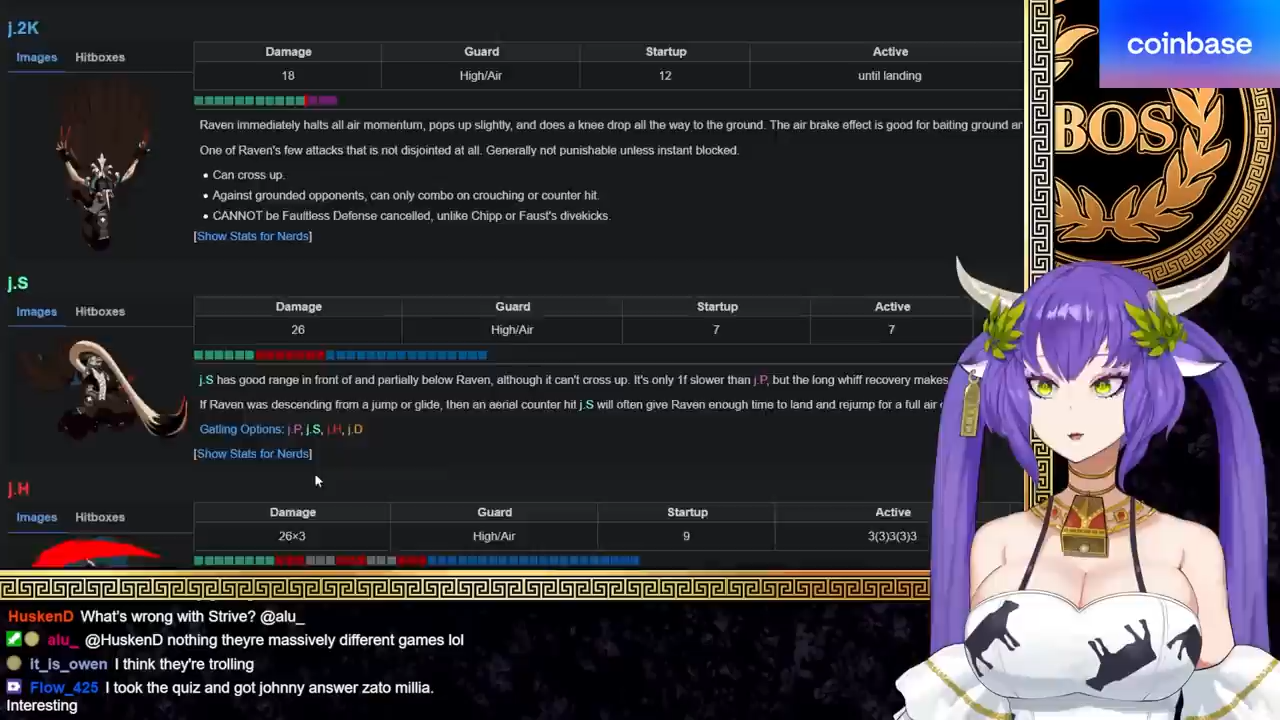 j.2K
Images Hitboxes
Damage Guard Startup Active
18 High/Air 12 until landing
Raven immediately halts air momentum, pops up slightly, and does a knee drop all the way to the ground. The air brake effect is good for baiting ground
One of Raven's few attacks that is not disjointed at all. Generally not punishable unless instant blocked.
Can cross up.
Against grounded opponents, can only combo on crouching or counter hit.
CANNOT be Faultless Defense cancelled, unlike Chipp or Faust's divekicks.
[Show Stats for Nerds]
j.S
Images Hitboxes
Damage Guard Startup Active
26 High/Air 7 7
j.S has good range in front of and partially below Raven, although it can't cross up. It's only 1f slower than j.P, but the long whiff recovery makes
If Raven was descending from a jump or glide, then an aerial counter hit j.S will often give Raven enough time to land and rejump for a full air
Gatling Options: j.P, j.S, j.H, j.D
[Show Stats for Nerds]
j.H
Images Hitboxes
Damage Guard Startup Active
26×3 High/Air 9 3(3)3(3)3
coinbase
BOS
HuskenD What's wrong with Strive? @alu_
alu_ @HuskenD nothing theyre massively different games lol
it_is_owen I think they're trolling
Flow_425 I took the quiz and got johnny answer zato millia.
Interesting